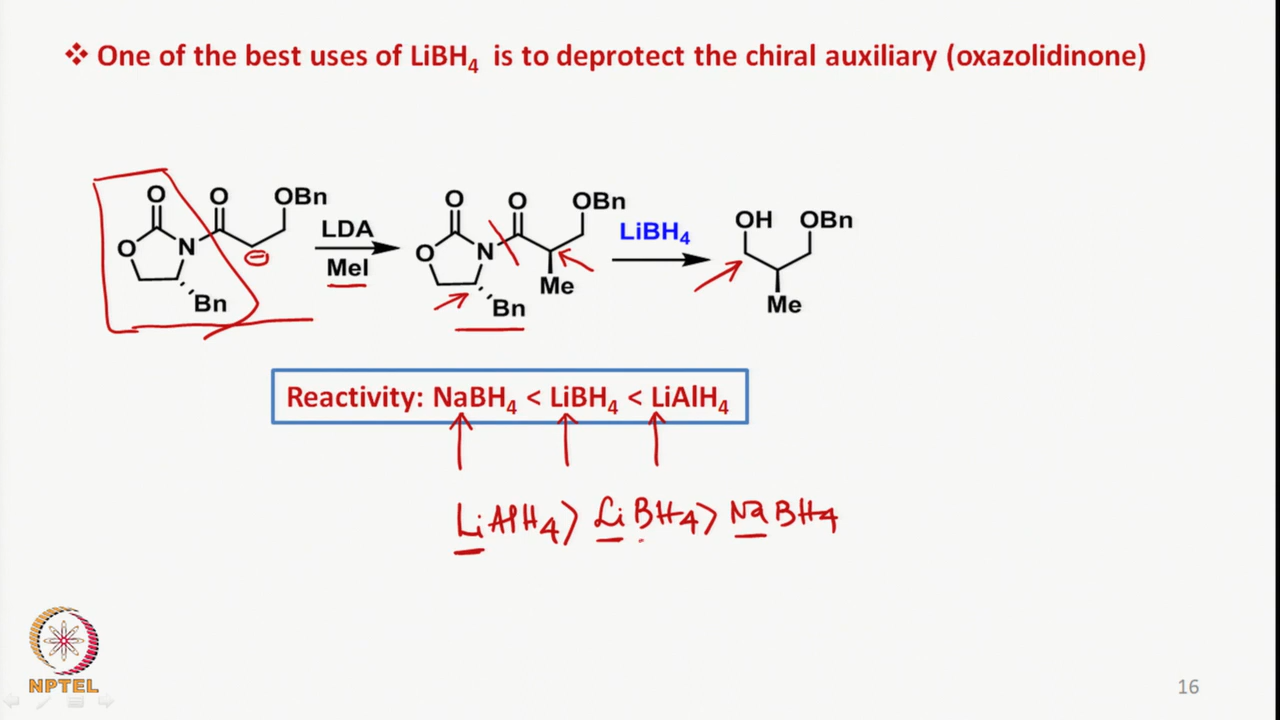 ❖ One of the best uses of LiBH4 is to deprotect the chiral auxiliary (oxazolidinone)
O O OBn
O N
⊖
Bn
LDA
MeI
O O OBn
O N
Me
Bn
LiBH4
OH OBn
Me
Reactivity: NaBH4 < LiBH4 < LiAlH4
LiAlH4 > LiBH4 > NaBH4
NPTEL
16